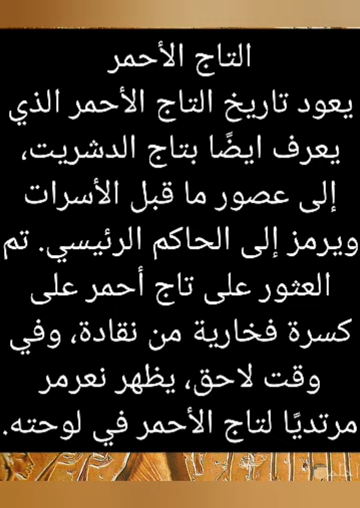 التاج الأحمر
يعود تاريخ التاج الأحمر الذي
يعرف ايضًا بتاج الدشريت،
إلى عصور ما قبل الأسرات
ويرمز إلى الحاكم الرئيسي. تم
العثور على تاج أحمر على
كسرة فخارية من نقادة، وفي
وقت لاحق، يظهر نعرمر
مرتديًا لتاج الأحمر في لوحته.